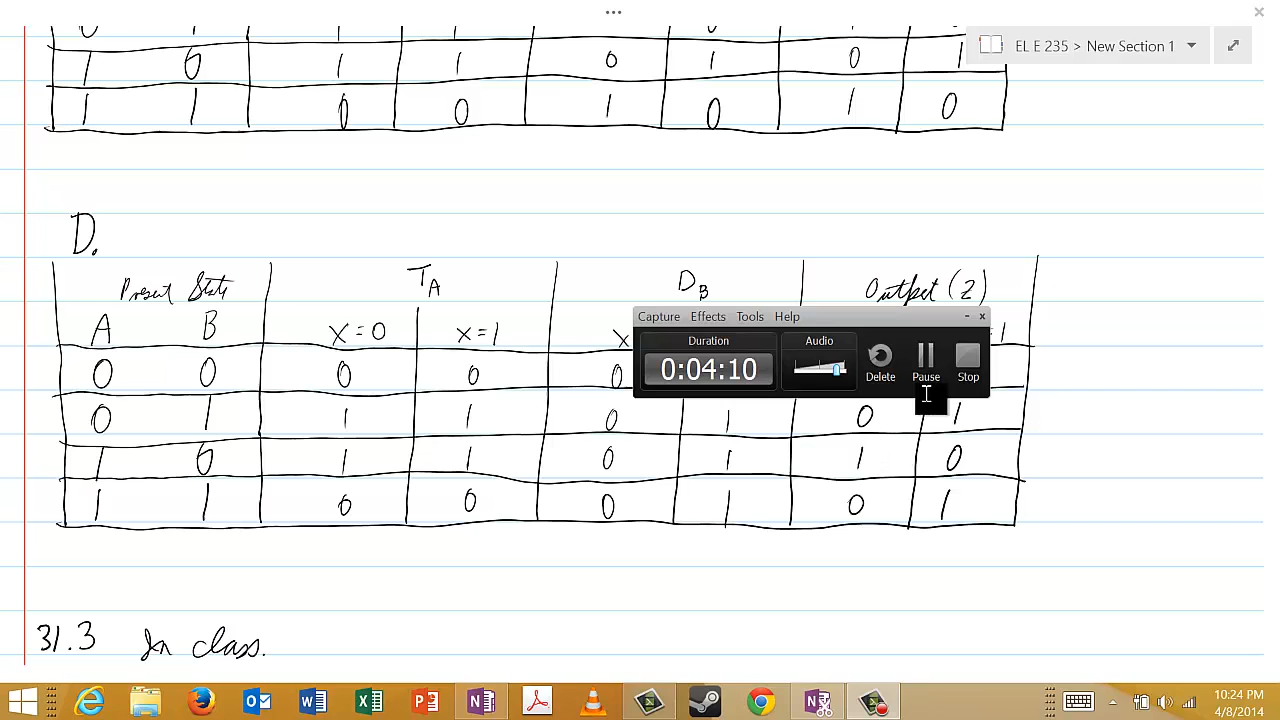 EL E 235 > New Section 1
1 0 1 1 0 1 0 1
1 1 0 0 1 0 1 0
D.
Present State T_A D_B Output (Z)
A B x=0 x=1 x =1
0 0 0 0 0
0 1 1 1 0 1 0 1
1 0 1 1 0 1 1 0
1 1 0 0 0 1 0 1
Capture Effects Tools Help
Duration Audio
0:04:10
Delete Pause Stop
31.3 In class.
10:24 PM
4/8/2014